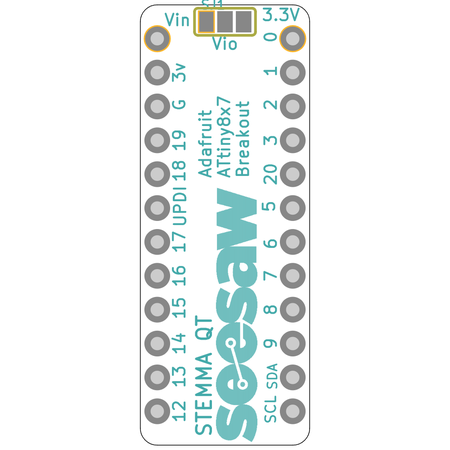 SJ1
Vin
3.3V
Vio
0
3v
1
G
2
19
3
18
20
UPDI
5
17
6
16
7
15
8
14
9
13
SDA
12
SCL
Adafruit
ATtiny8x7
Breakout
STEMMA QT
seesaw